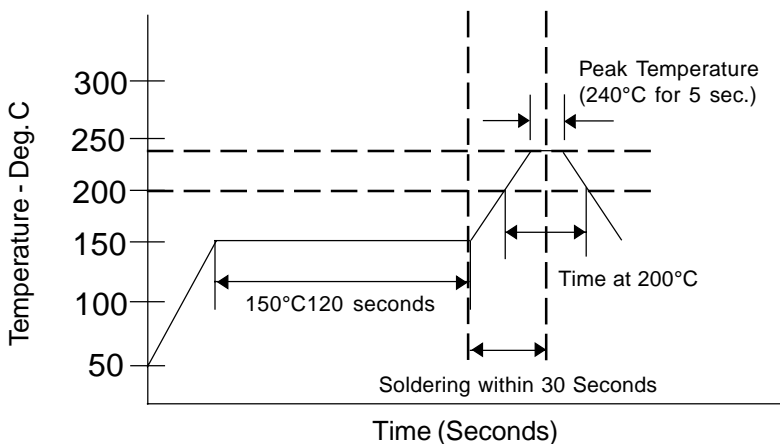 Temperature - Deg. C
300
250
200
150
100
50
Peak Temperature
(240°C for 5 sec.)
Time at 200°C
150°C120 seconds
Soldering within 30 Seconds
Time (Seconds)